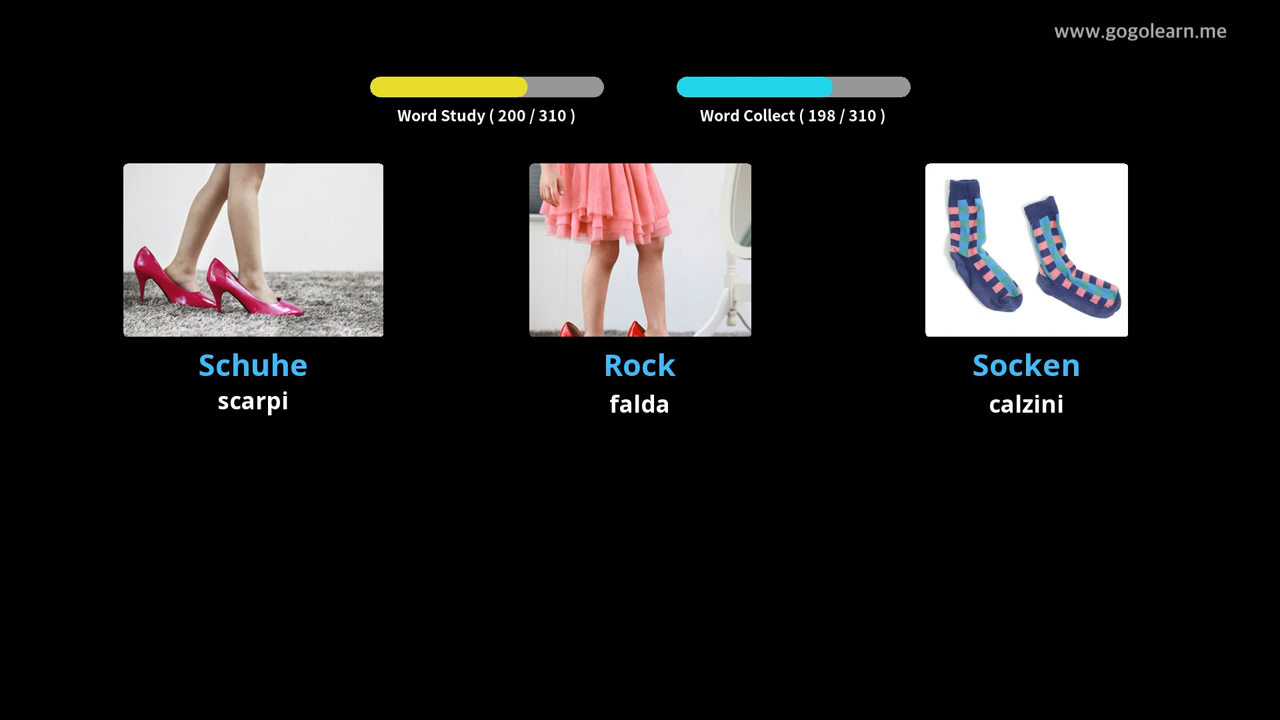 www.gogolearn.me
Word Study ( 200 / 310 )
Word Collect ( 198 / 310 )
Schuhe
scarpi
Rock
falda
Socken
calzini